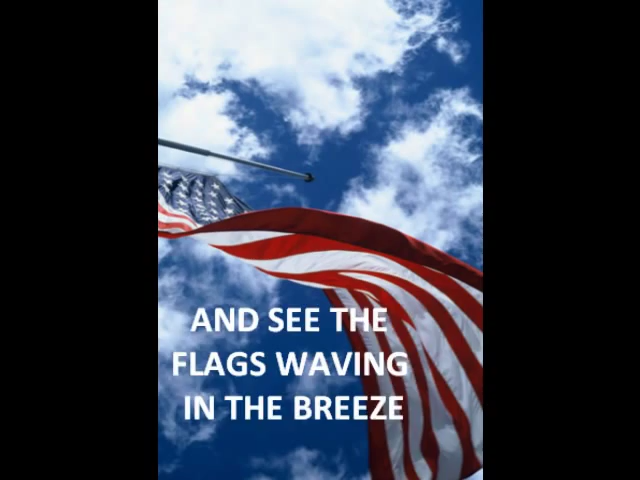 AND SEE THE
FLAGS WAVING
IN THE BREEZE